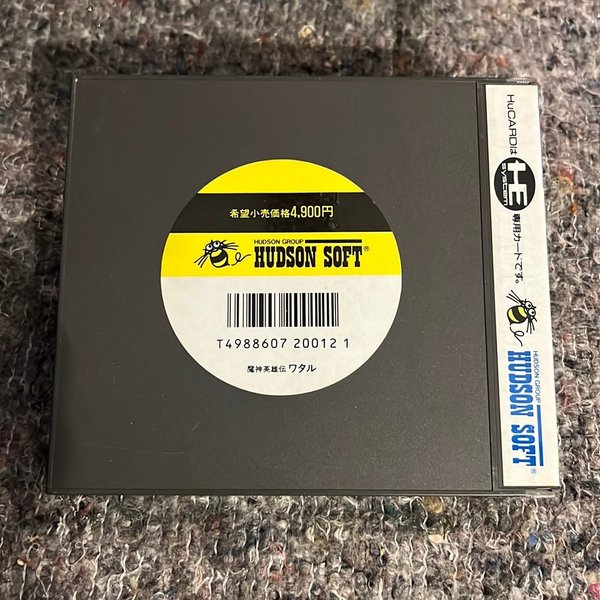 希望小売価格4,900円
HUDSON GROUP
HUDSON SOFT®
T4988607 20012 1
魔神英雄伝 ワタル
HuCARDは
HE
SYSTEM
専用カードです。
HUDSON GROUP
HUDSON SOFT®